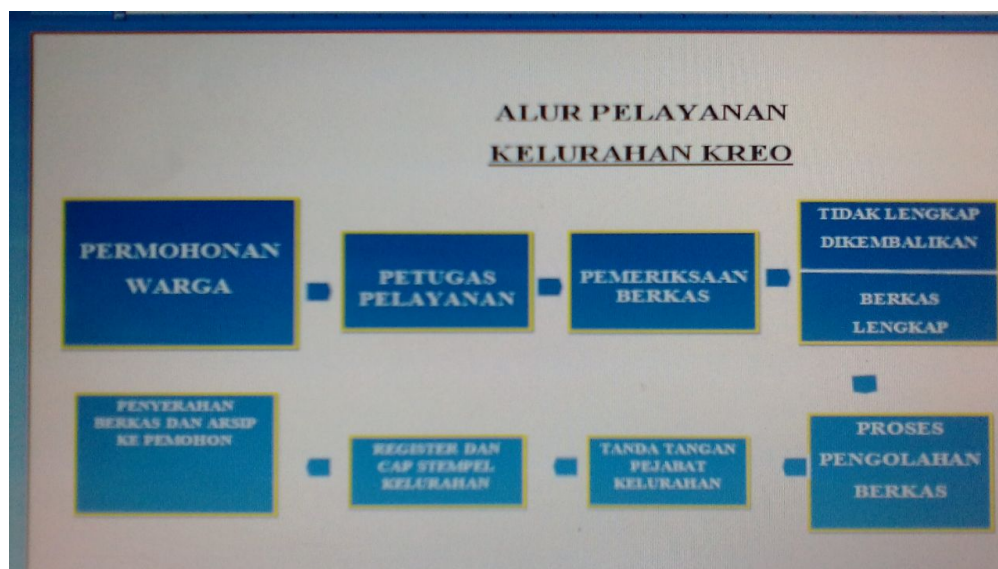 ALUR PELAYANAN
KELURAHAN KREO
PERMOHONAN
WARGA
PETUGAS
PELAYANAN
PEMERIKSAAN
BERKAS
TIDAK LENGKAP
DIKEMBALIKAN
BERKAS
LENGKAP
PROSES
PENGOLAHAN
BERKAS
TANDA TANGAN
PEJABAT
KELURAHAN
REGISTER DAN
CAP STEMPEL
KELURAHAN
PENYERAHAN
BERKAS DAN ARSIP
KE PEMOHON